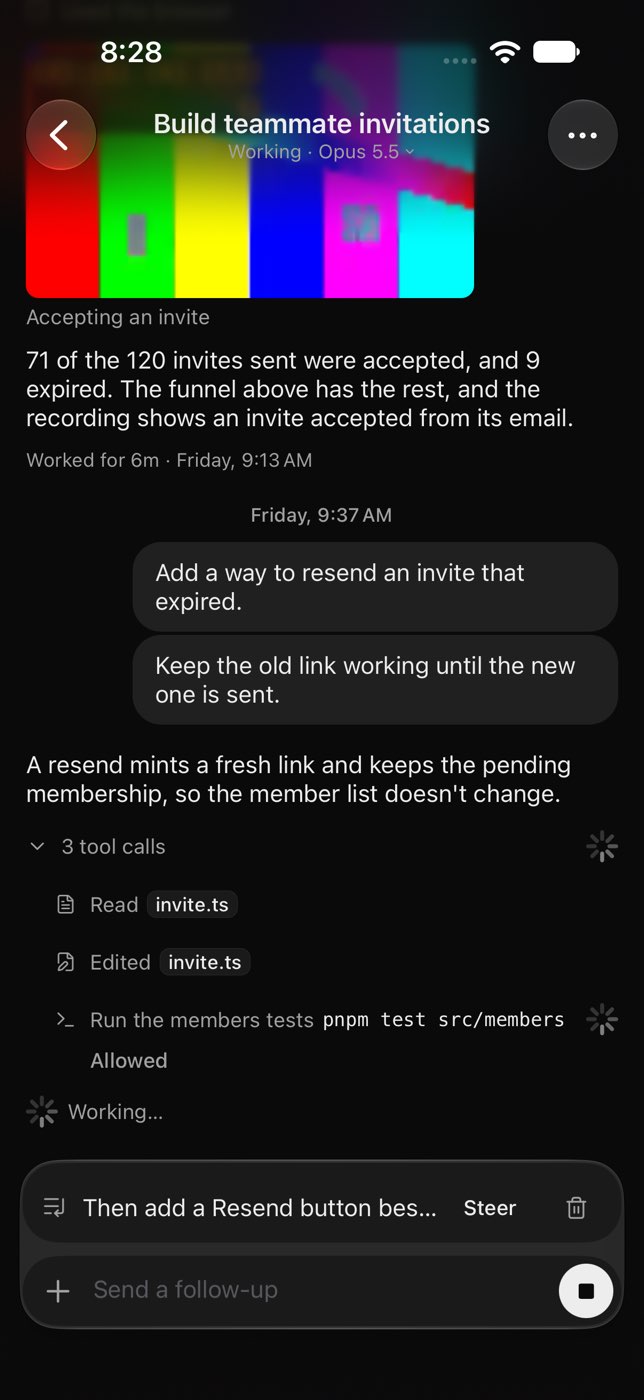 8:28
Build teammate invitations
Working · Opus 5.5
Accepting an invite
71 of the 120 invites sent were accepted, and 9
expired. The funnel above has the rest, and the
recording shows an invite accepted from its email.
Worked for 6m · Friday, 9:13 AM
Friday, 9:37 AM
Add a way to resend an invite that
expired.
Keep the old link working until the new
one is sent.
A resend mints a fresh link and keeps the pending
membership, so the member list doesn't change.
3 tool calls
Read invite.ts
Edited invite.ts
Run the members tests pnpm test src/members
Allowed
Working...
Then add a Resend button bes... Steer
Send a follow-up